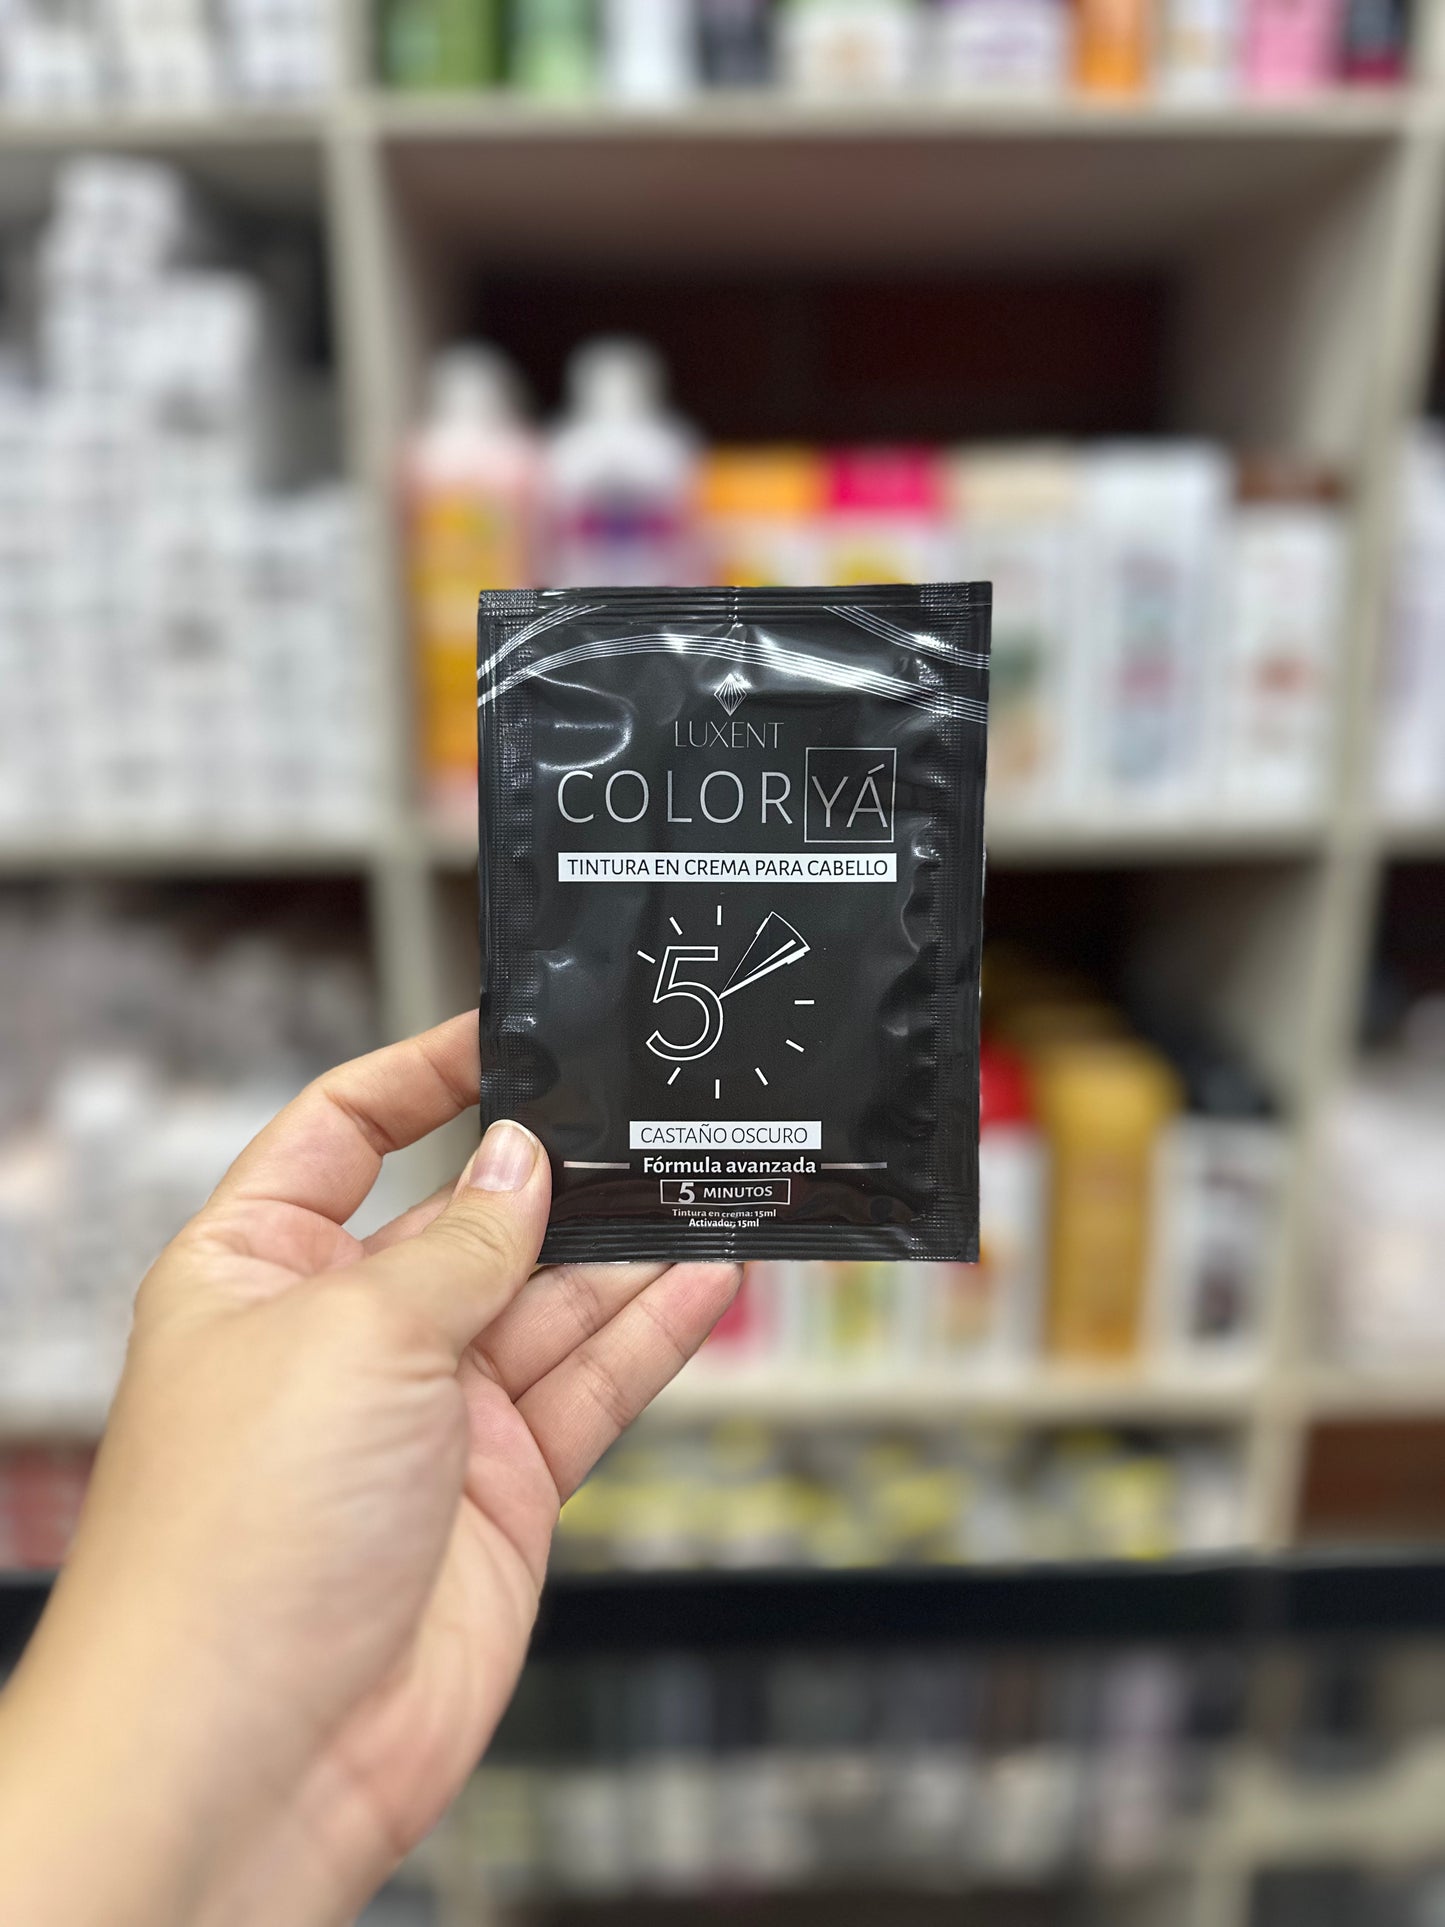 LUXENT
COLOR YÁ
TINTURA EN CREMA PARA CABELLO
5
CASTAÑO OSCURO
Fórmula avanzada
5 MINUTOS
Tintura en crema: 15ml
Activador: 15ml